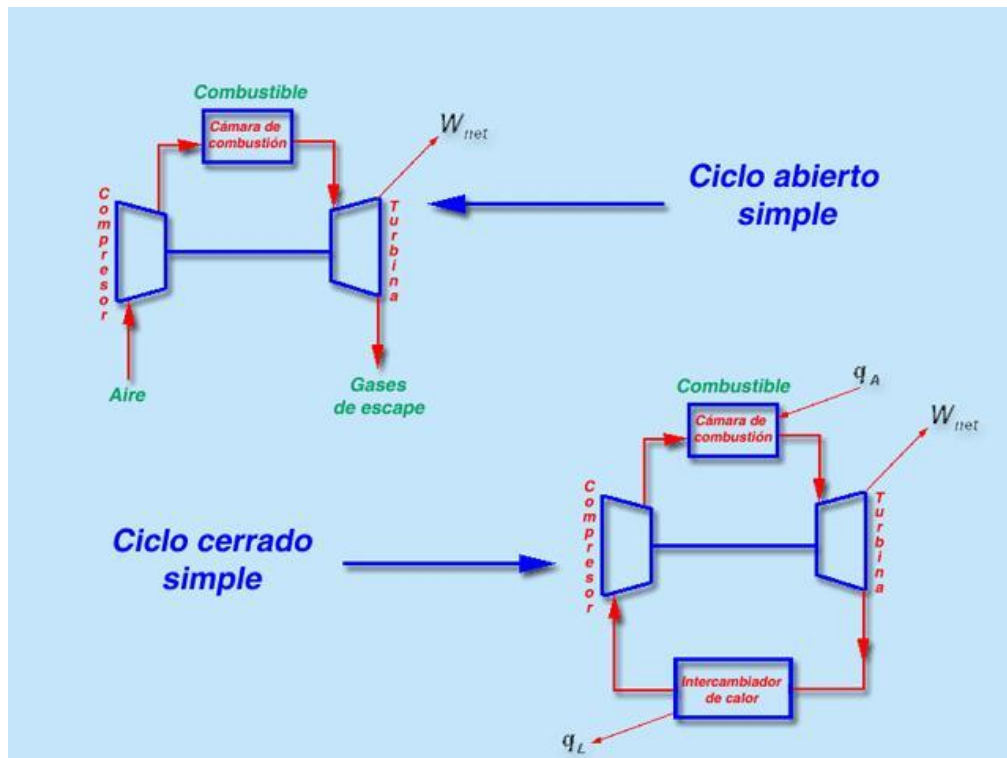 Combustible
Cámara de
combustión
W net
Compresor
Turbina
Aire
Gases
de escape
Ciclo abierto
simple
Ciclo cerrado
simple
Combustible
q A
Cámara de
combustión
W net
Compresor
Turbina
Intercambiador
de calor
q L